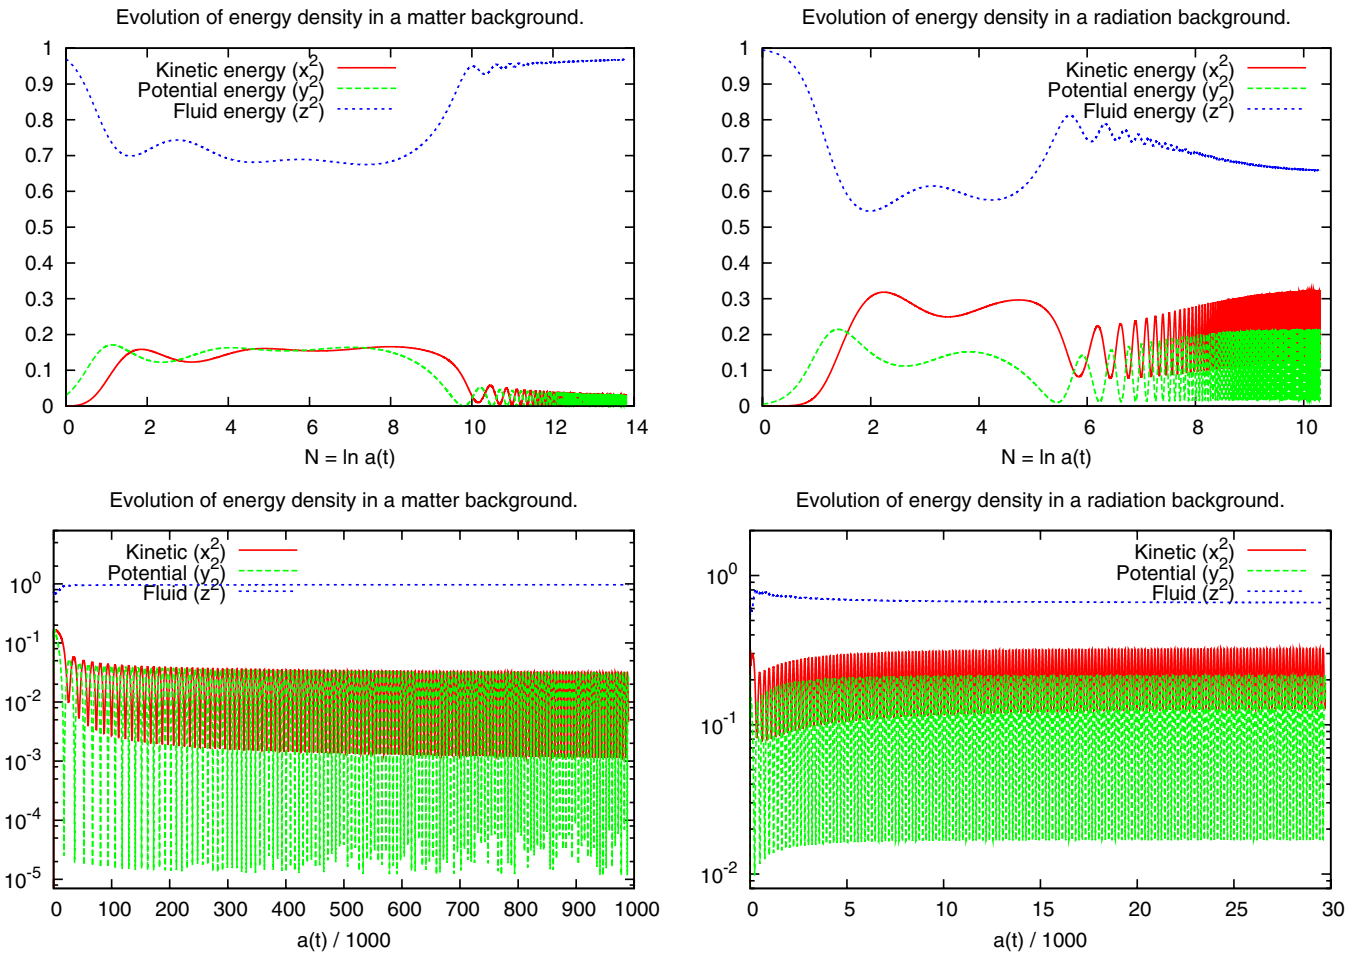 Evolution of energy density in a matter background.
1
0.9
0.8
0.7
0.6
0.5
0.4
0.3
0.2
0.1
0
Kinetic energy (x²)
Potential energy (y²)
Fluid energy (z²)
0 2 4 6 8 10 12 14
N = ln a(t)
Evolution of energy density in a radiation background.
1
0.9
0.8
0.7
0.6
0.5
0.4
0.3
0.2
0.1
0
Kinetic energy (x²)
Potential energy (y²)
Fluid energy (z²)
0 2 4 6 8 10
N = ln a(t)
Evolution of energy density in a matter background.
10⁰
10⁻¹
10⁻²
10⁻³
10⁻⁴
10⁻⁵
Kinetic (x²)
Potential (y²)
Fluid (z²)
0 100 200 300 400 500 600 700 800 900 1000
a(t) / 1000
Evolution of energy density in a radiation background.
10⁰
10⁻¹
10⁻²
Kinetic (x²)
Potential (y²)
Fluid (z²)
0 5 10 15 20 25 30
a(t) / 1000